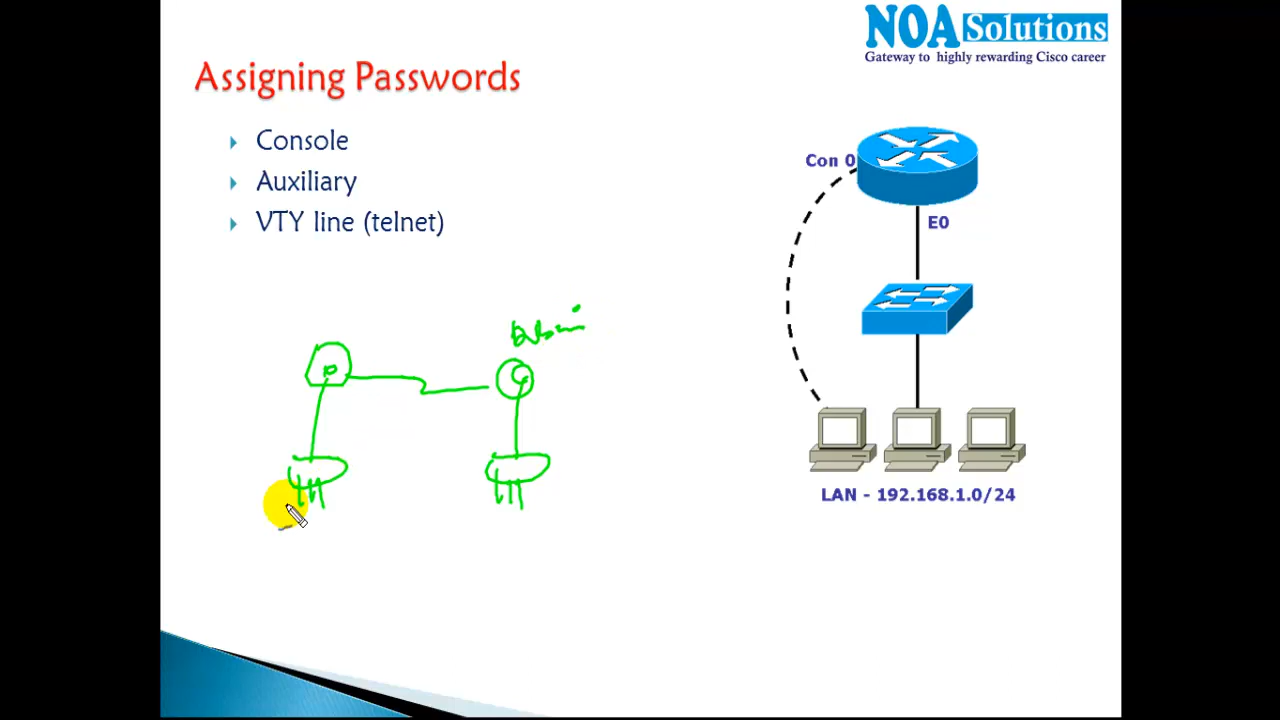 NOA Solutions
Gateway to highly rewarding Cisco career
Assigning Passwords
Console
Auxiliary
VTY line (telnet)
Con 0
E0
LAN - 192.168.1.0/24